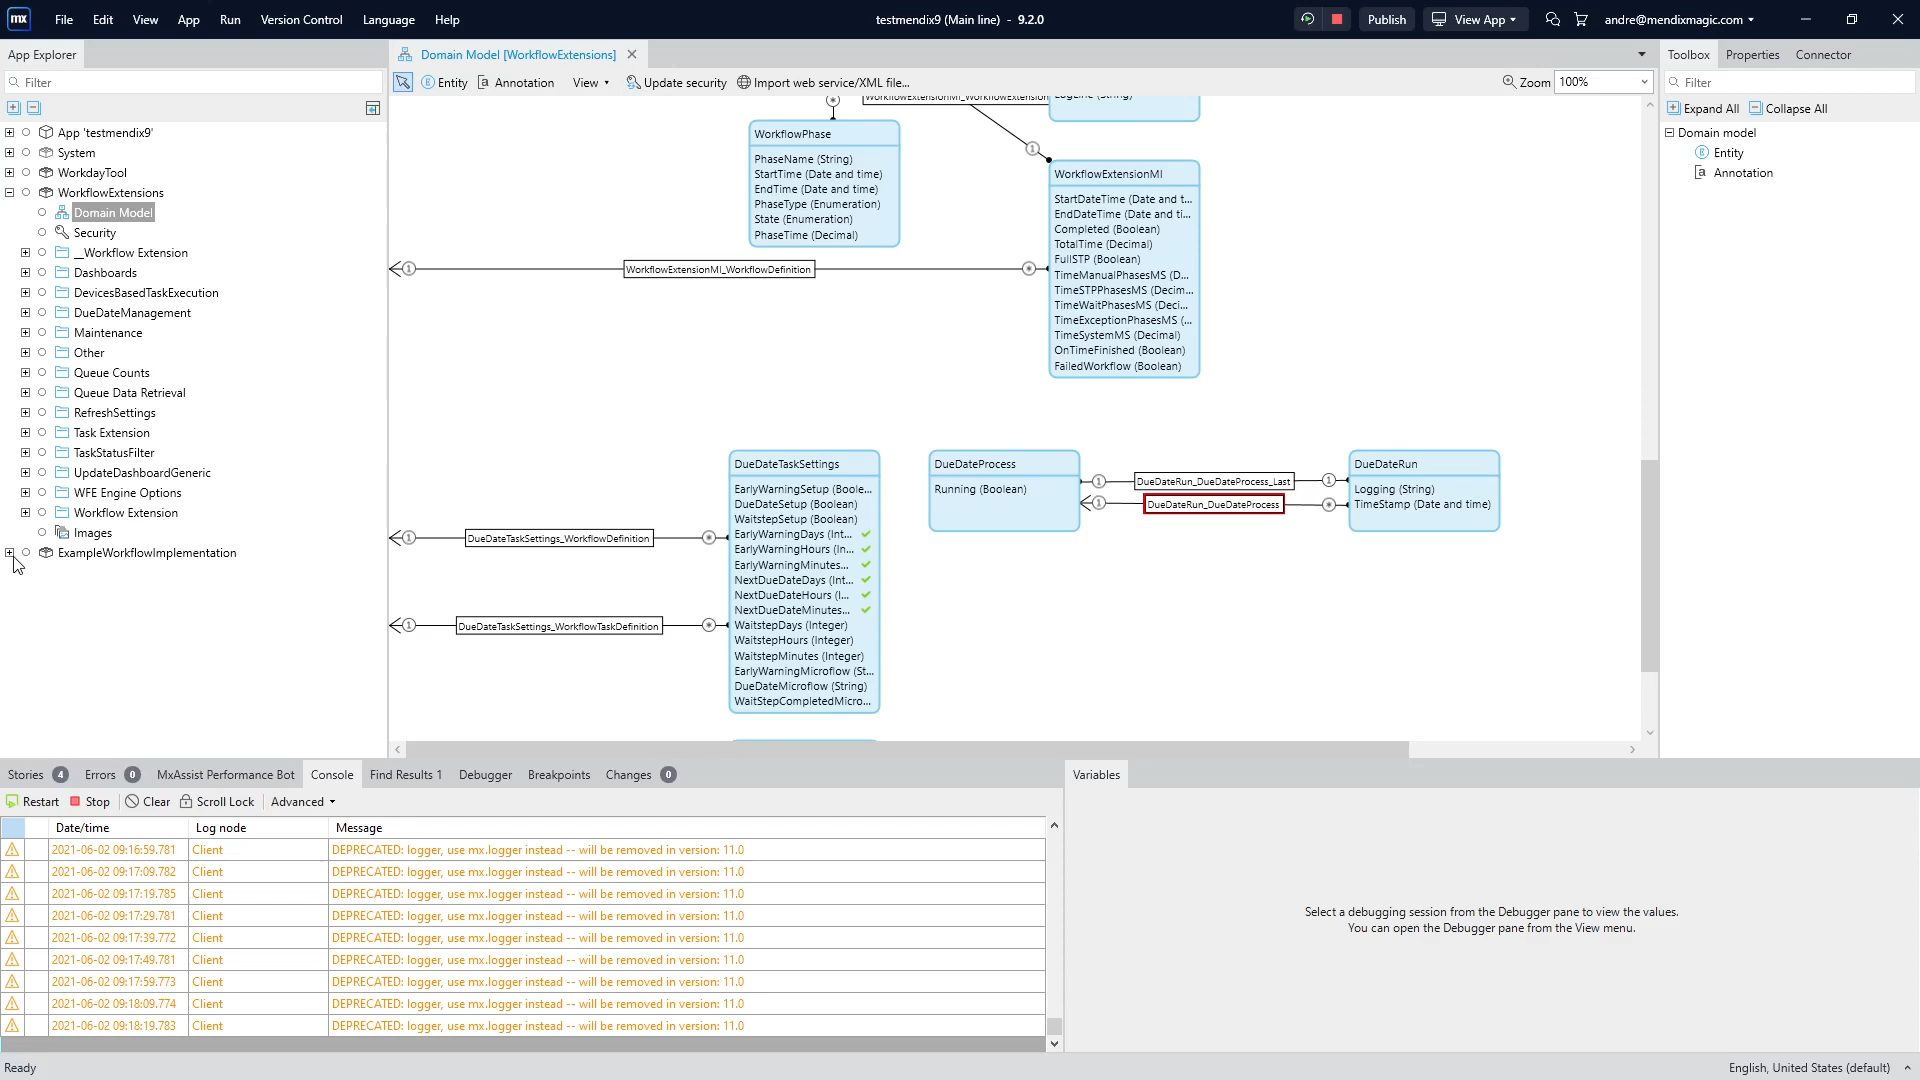 mx File Edit View App Run Version Control Language Help
testmendix9 (Main line) - 9.2.0
Publish View App andre@mendixmagic.com
App Explorer
Filter
App 'testmendix9'
System
WorkdayTool
WorkflowExtensions
Domain Model
Security
__Workflow Extension
Dashboards
DevicesBasedTaskExecution
DueDateManagement
Maintenance
Other
Queue Counts
Queue Data Retrieval
RefreshSettings
Task Extension
TaskStatusFilter
UpdateDashboardGeneric
WFE Engine Options
Workflow Extension
Images
ExampleWorkflowImplementation
Domain Model [WorkflowExtensions]
Entity Annotation View Update security Import web service/XML file... Zoom 100%
WorkflowExtensionMI_WorkflowExtension
LogLine (String)
WorkflowPhase
PhaseName (String)
StartTime (Date and time)
EndTime (Date and time)
PhaseType (Enumeration)
State (Enumeration)
PhaseTime (Decimal)
1
WorkflowExtensionMI
StartDateTime (Date and t...
EndDateTime (Date and ti...
Completed (Boolean)
TotalTime (Decimal)
FullSTP (Boolean)
TimeManualPhasesMS (D...
TimeSTPPhasesMS (Decim...
TimeWaitPhasesMS (Deci...
TimeExceptionPhasesMS (...
TimeSystemMS (Decimal)
OnTimeFinished (Boolean)
FailedWorkflow (Boolean)
1 WorkflowExtensionMI_WorkflowDefinition *
DueDateTaskSettings
EarlyWarningSetup (Boole...
DueDateSetup (Boolean)
WaitstepSetup (Boolean)
EarlyWarningDays (Int...
EarlyWarningHours (In...
EarlyWarningMinutes...
NextDueDateDays (Int...
NextDueDateHours (I...
NextDueDateMinutes...
WaitstepDays (Integer)
WaitstepHours (Integer)
WaitstepMinutes (Integer)
EarlyWarningMicroflow (St...
DueDateMicroflow (String)
WaitStepCompletedMicro...
1 DueDateTaskSettings_WorkflowDefinition *
1 DueDateTaskSettings_WorkflowTaskDefinition *
DueDateProcess
Running (Boolean)
1 DueDateRun_DueDateProcess_Last 1
1 DueDateRun_DueDateProcess *
DueDateRun
Logging (String)
TimeStamp (Date and time)
Toolbox Properties Connector
Filter
Expand All Collapse All
Domain model
Entity
Annotation
Stories 4 Errors 0 MxAssist Performance Bot Console Find Results 1 Debugger Breakpoints Changes 0
Restart Stop Clear Scroll Lock Advanced
Date/time Log node Message
2021-06-02 09:16:59.781 Client DEPRECATED: logger, use mx.logger instead -- will be removed in version: 11.0
2021-06-02 09:17:09.782 Client DEPRECATED: logger, use mx.logger instead -- will be removed in version: 11.0
2021-06-02 09:17:19.785 Client DEPRECATED: logger, use mx.logger instead -- will be removed in version: 11.0
2021-06-02 09:17:29.781 Client DEPRECATED: logger, use mx.logger instead -- will be removed in version: 11.0
2021-06-02 09:17:39.772 Client DEPRECATED: logger, use mx.logger instead -- will be removed in version: 11.0
2021-06-02 09:17:49.781 Client DEPRECATED: logger, use mx.logger instead -- will be removed in version: 11.0
2021-06-02 09:17:59.773 Client DEPRECATED: logger, use mx.logger instead -- will be removed in version: 11.0
2021-06-02 09:18:09.774 Client DEPRECATED: logger, use mx.logger instead -- will be removed in version: 11.0
2021-06-02 09:18:19.783 Client DEPRECATED: logger, use mx.logger instead -- will be removed in version: 11.0
Variables
Select a debugging session from the Debugger pane to view the values.
You can open the Debugger pane from the View menu.
Ready
English, United States (default)